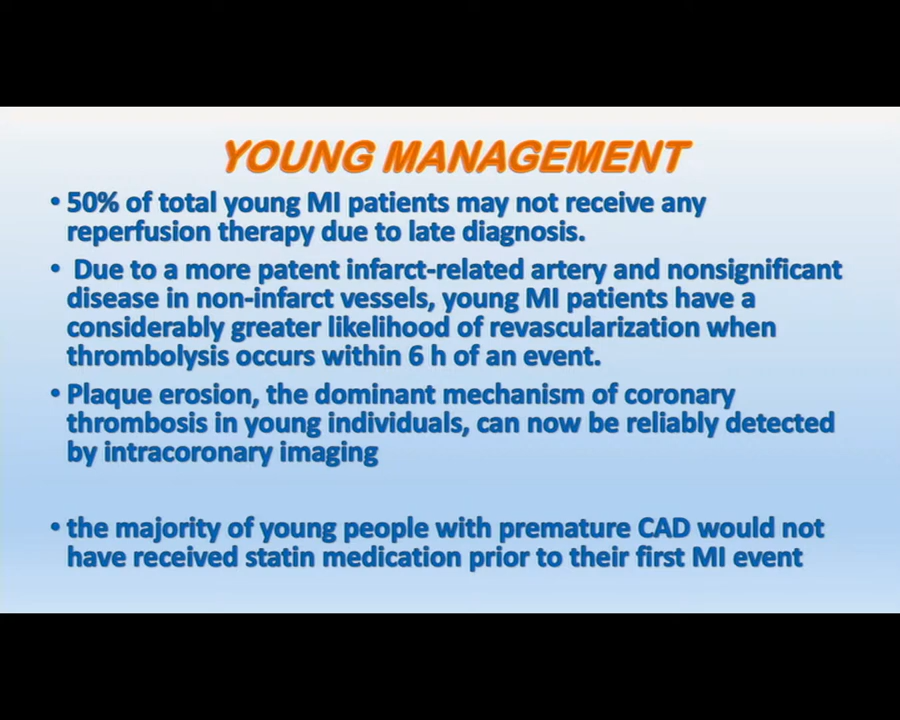 YOUNG MANAGEMENT
• 50% of total young MI patients may not receive any
reperfusion therapy due to late diagnosis.
• Due to a more patent infarct-related artery and nonsignificant
disease in non-infarct vessels, young MI patients have a
considerably greater likelihood of revascularization when
thrombolysis occurs within 6 h of an event.
• Plaque erosion, the dominant mechanism of coronary
thrombosis in young individuals, can now be reliably detected
by intracoronary imaging
• the majority of young people with premature CAD would not
have received statin medication prior to their first MI event